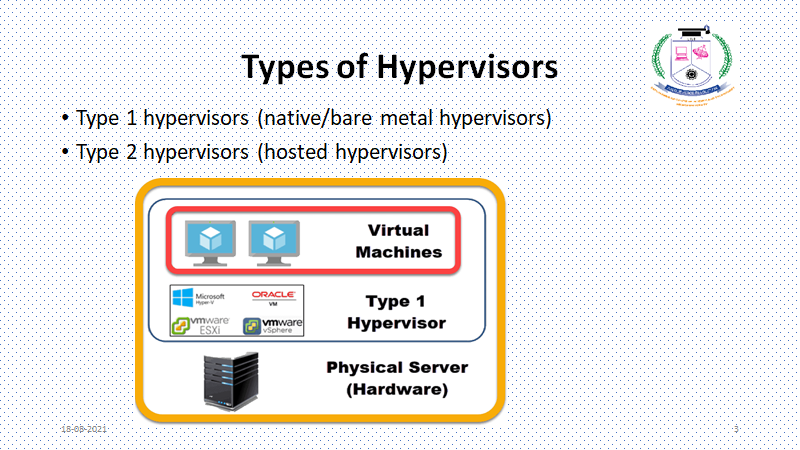 Types of Hypervisors
• Type 1 hypervisors (native/bare metal hypervisors)
• Type 2 hypervisors (hosted hypervisors)
Virtual
Machines
Microsoft
Hyper-V
ORACLE
VM
vmware
ESXi
vmware
vSphere
Type 1
Hypervisor
Physical Server
(Hardware)
18-08-2021
3